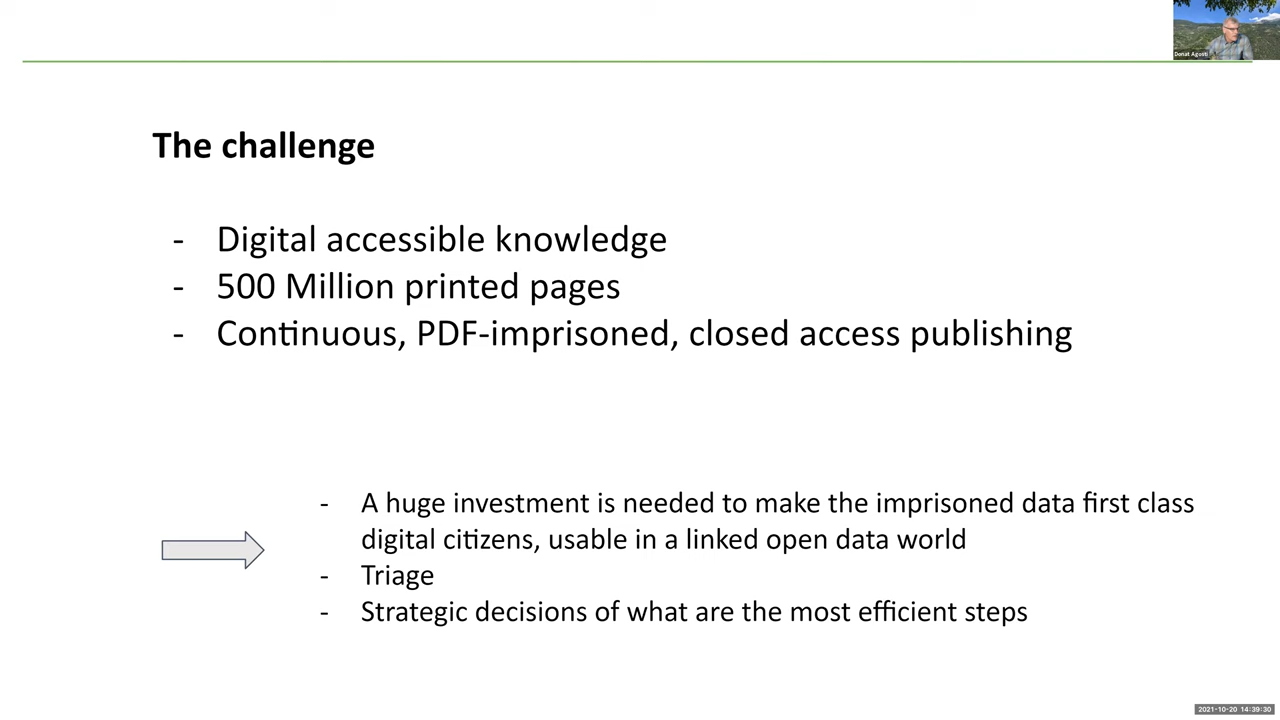 Donat Agosti
The challenge
- Digital accessible knowledge
- 500 Million printed pages
- Continuous, PDF-imprisoned, closed access publishing
- A huge investment is needed to make the imprisoned data first class
digital citizens, usable in a linked open data world
- Triage
- Strategic decisions of what are the most efficient steps
2021-10-20 14:39:30